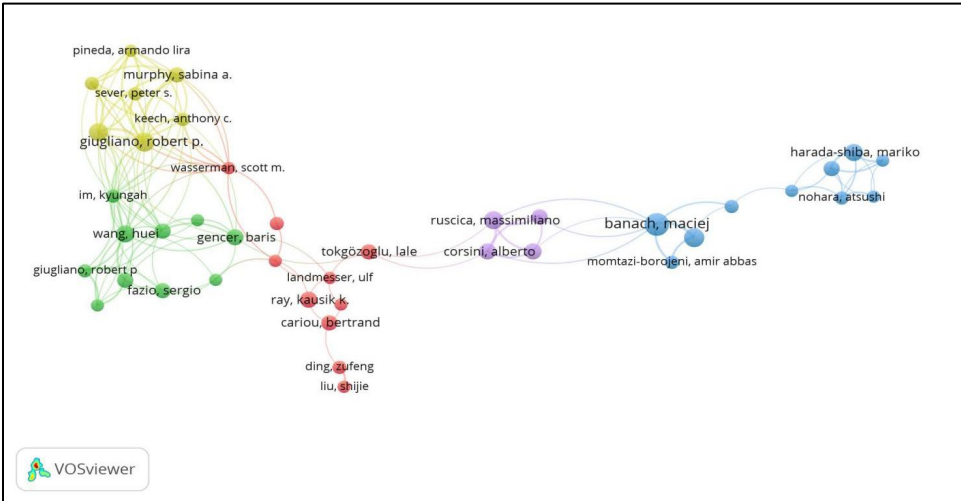 pineda, armando lira
murphy, sabina a.
sever, peter s.
keech, anthony c.
giugliano, robert p.
wasserman, scott m.
im, kyungah
wang, huei
gencer, baris
giugliano, robert p
fazio, sergio
tokgözoglu, lale
landmesser, ulf
ray, kausik k.
cariou, bertrand
ding, zufeng
liu, shijie
ruscica, massimiliano
corsini, alberto
banach, maciej
momtazi-borojeni, amir abbas
harada-shiba, mariko
nohara, atsushi
VOSviewer